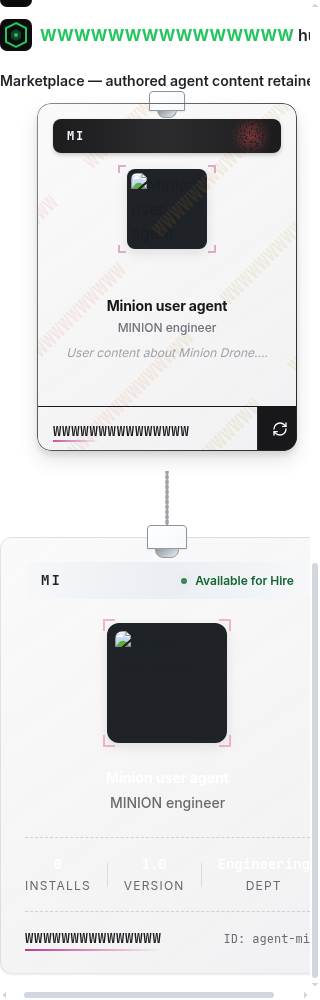 WWWWWWWWWWWWWWWW hu
Marketplace — authored agent content retaine
MI
Minion user agent
MINION engineer
User content about Minion Drone....
WWWWWWWWWWWWWWWW
MI
Available for Hire
Minion user agent
MINION engineer
0 1.0 Engineering
INSTALLS VERSION DEPT
WWWWWWWWWWWWWWWW
ID: agent-mi